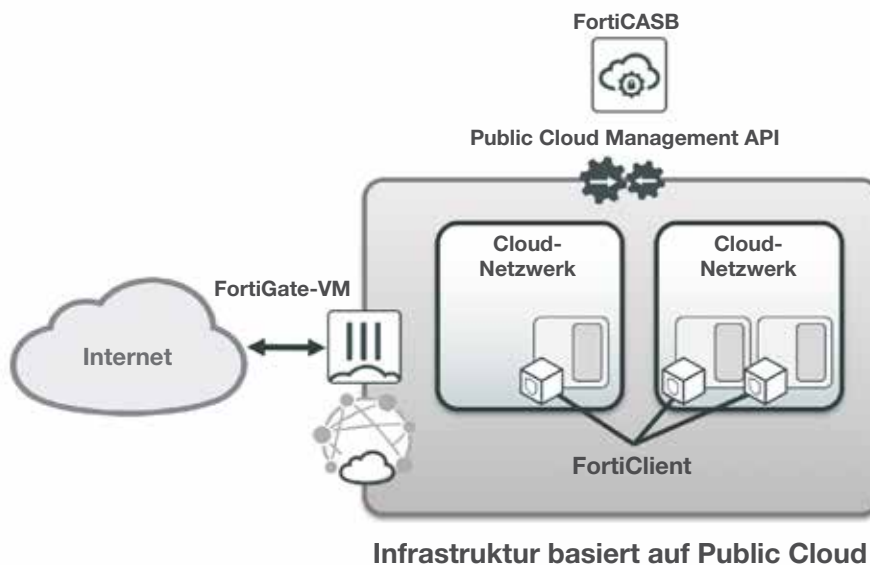 FortiCASB
Public Cloud Management API
Cloud-
Netzwerk
Cloud-
Netzwerk
FortiGate-VM
Internet
FortiClient
Infrastruktur basiert auf Public Cloud